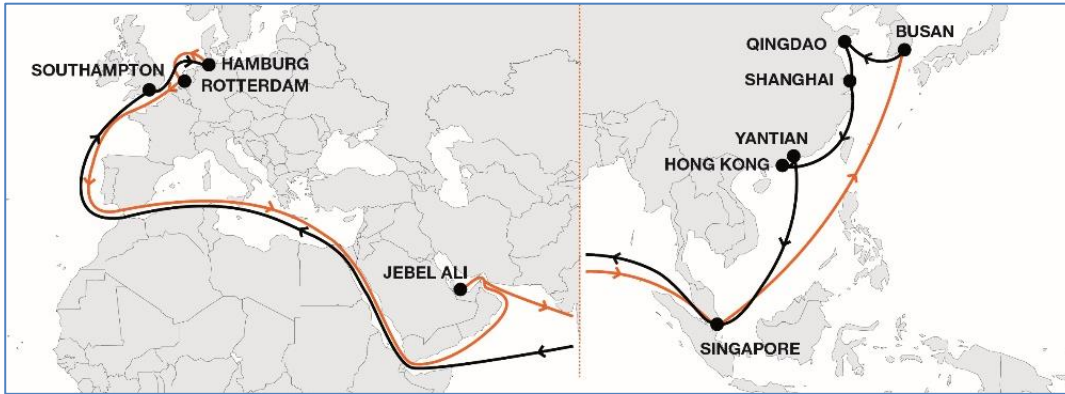 SOUTHAMPTON
HAMBURG
ROTTERDAM
JEBEL ALI
QINGDAO
BUSAN
SHANGHAI
YANTIAN
HONG KONG
SINGAPORE